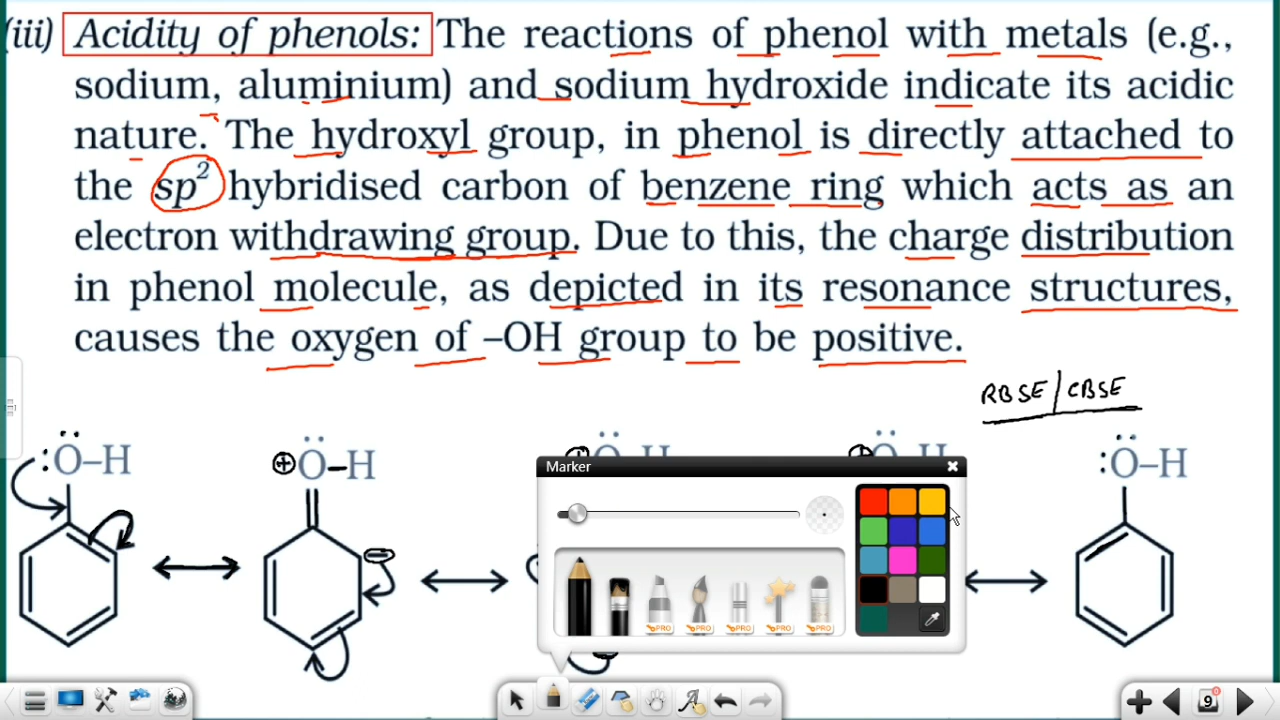 (iii) Acidity of phenols: The reactions of phenol with metals (e.g.,
sodium, aluminium) and sodium hydroxide indicate its acidic
nature. The hydroxyl group, in phenol is directly attached to
the sp² hybridised carbon of benzene ring which acts as an
electron withdrawing group. Due to this, the charge distribution
in phenol molecule, as depicted in its resonance structures,
causes the oxygen of –OH group to be positive.
RBSE/CBSE
:Ö–H
⊕ Ö–H
:Ö–H
Marker
PRO PRO PRO PRO PRO
9